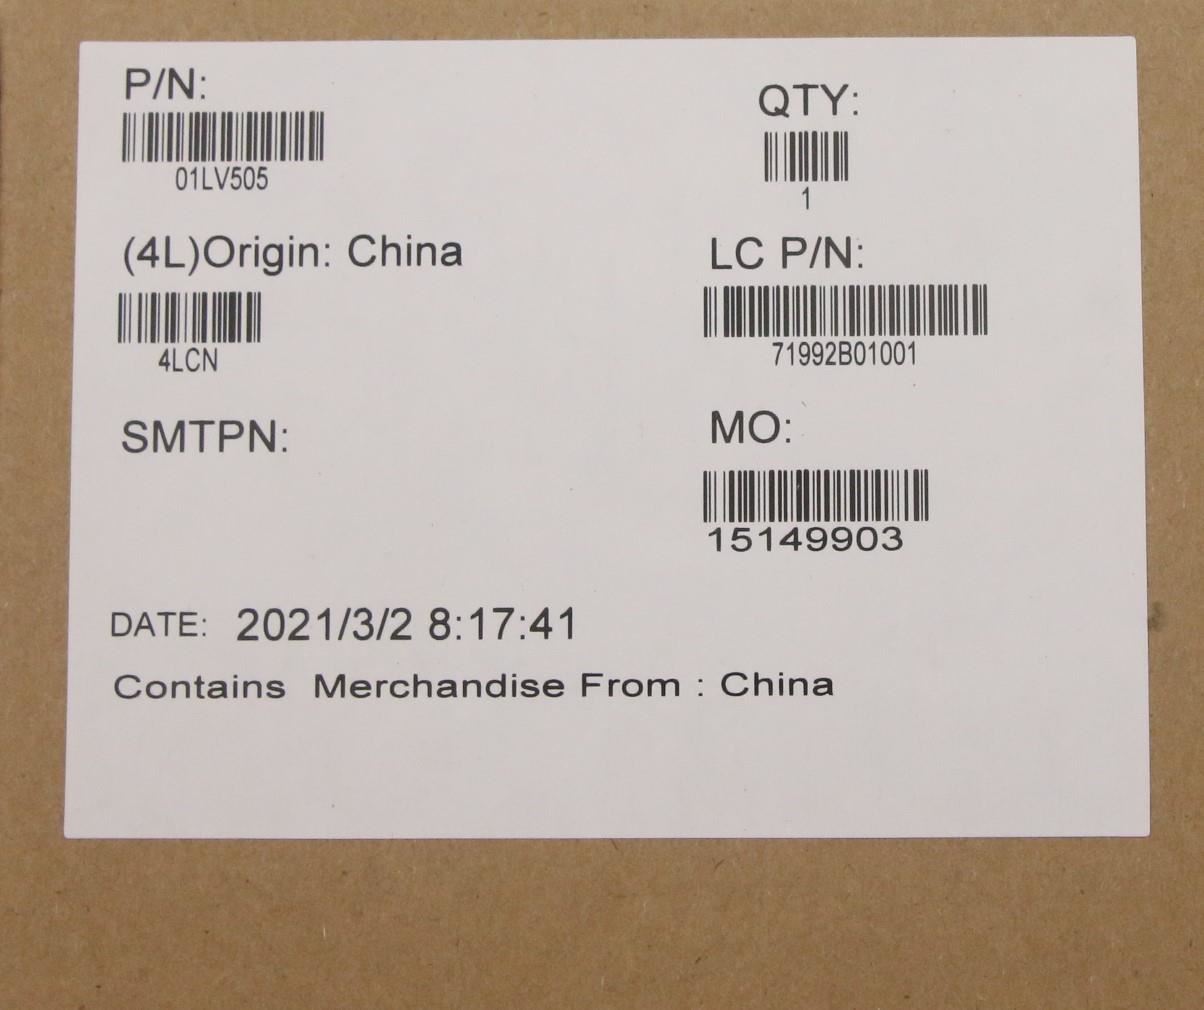 P/N:
01LV505
QTY:
1
(4L)Origin: China
4LCN
LC P/N:
71992B01001
SMTPN:
MO:
15149903
DATE: 2021/3/2 8:17:41
Contains Merchandise From : China